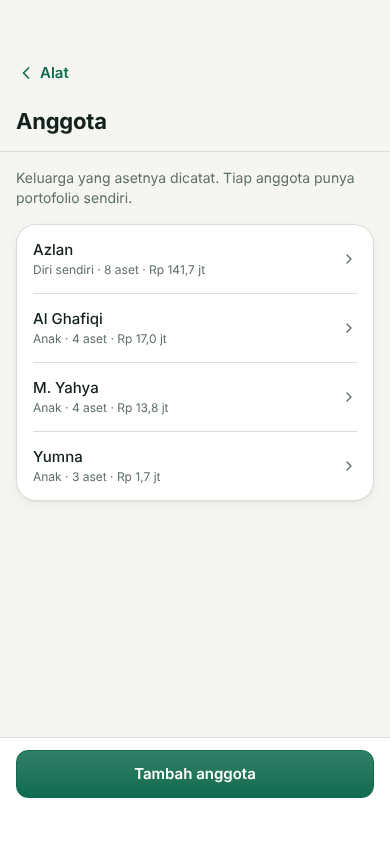 Alat
Anggota
Keluarga yang asetnya dicatat. Tiap anggota punya
portofolio sendiri.
Azlan
Diri sendiri · 8 aset · Rp 141,7 jt
Al Ghafiqi
Anak · 4 aset · Rp 17,0 jt
M. Yahya
Anak · 4 aset · Rp 13,8 jt
Yumna
Anak · 3 aset · Rp 1,7 jt
Tambah anggota